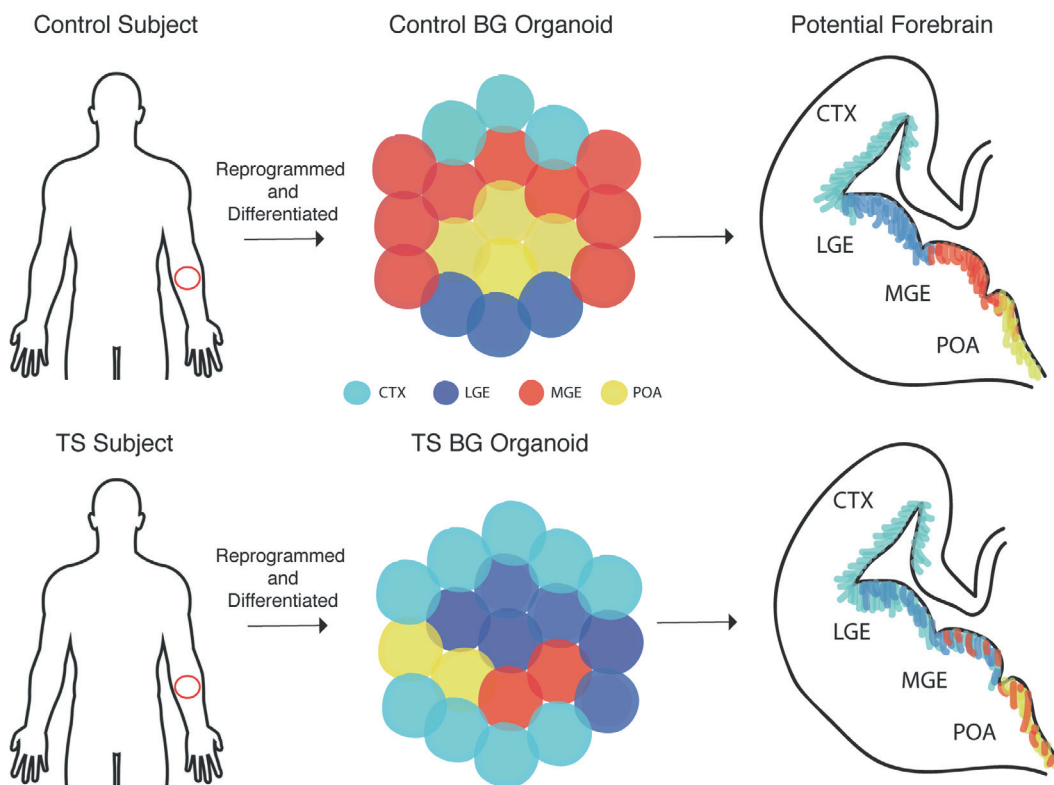 Control Subject
Control BG Organoid
Potential Forebrain
Reprogrammed
and
Differentiated
CTX
LGE
MGE
POA
CTX
LGE
MGE
POA
TS Subject
TS BG Organoid
Reprogrammed
and
Differentiated
CTX
LGE
MGE
POA